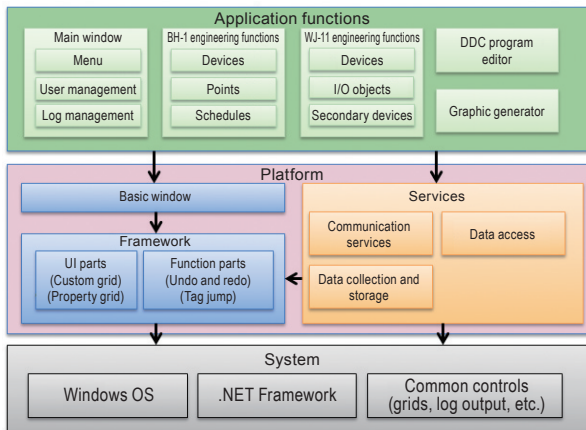 Application functions
Main window
Menu
User management
Log management
BH-1 engineering functions
Devices
Points
Schedules
WJ-11 engineering functions
Devices
I/O objects
Secondary devices
DDC program
editor
Graphic generator
Platform
Basic window
Framework
UI parts
(Custom grid)
(Property grid)
Function parts
(Undo and redo)
(Tag jump)
Services
Communication
services
Data access
Data collection and
storage
System
Windows OS
.NET Framework
Common controls
(grids, log output, etc.)